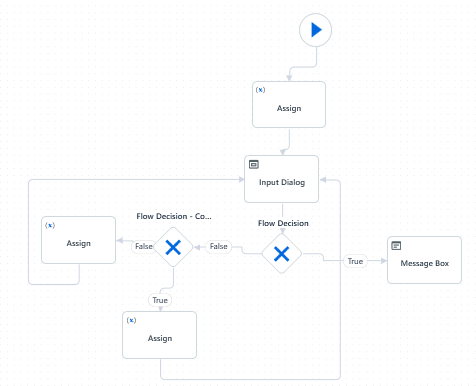 (x)
Assign
Input Dialog
Flow Decision - Co...
Flow Decision
(x)
Assign
False
False
True
Message Box
True
(x)
Assign